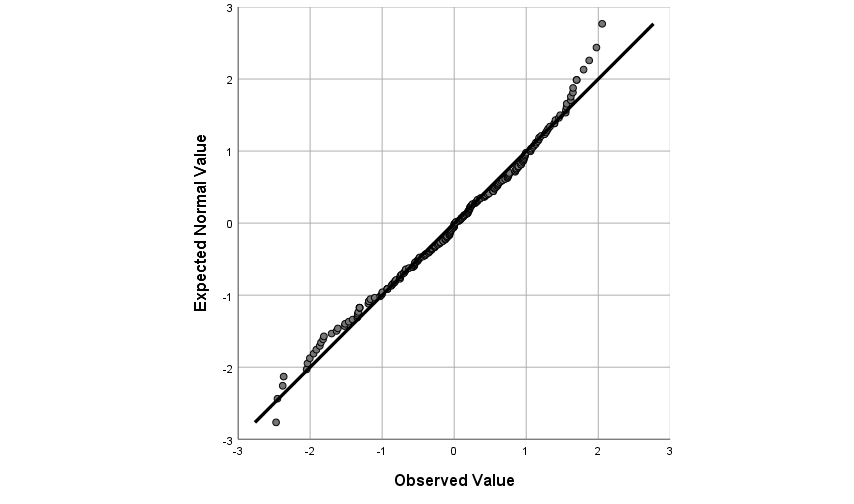 3
2
1
0
-1
-2
-3
Expected Normal Value
-3 -2 -1 0 1 2 3
Observed Value